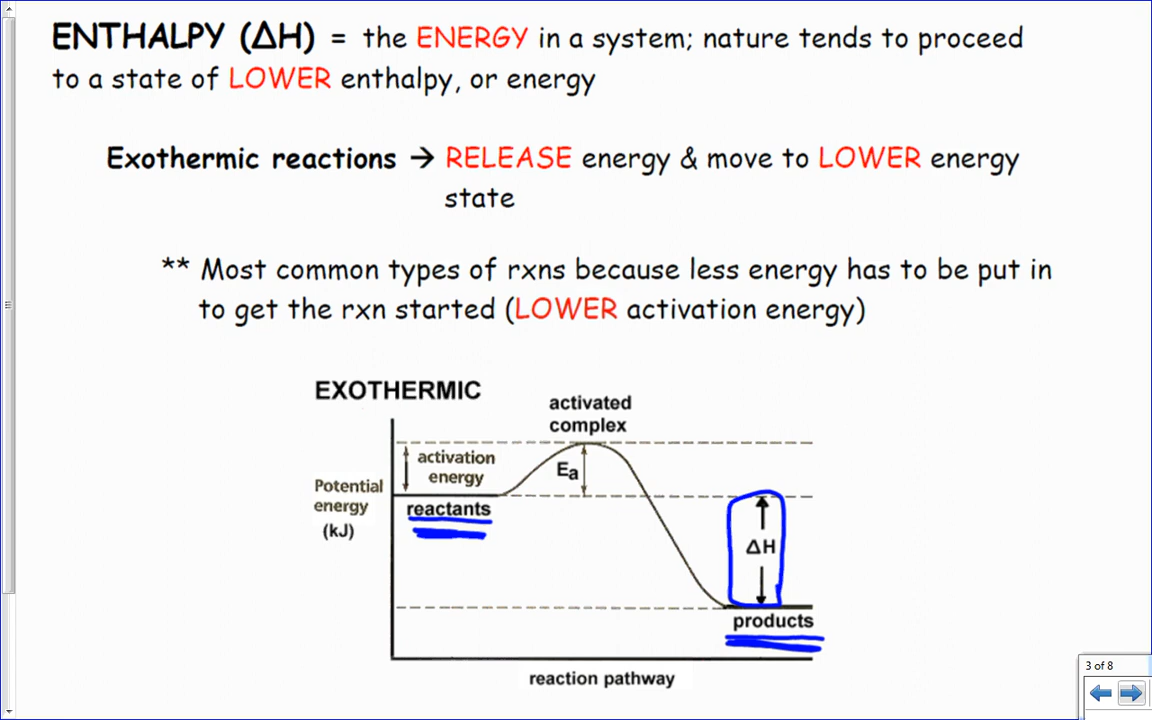 ENTHALPY (ΔH) = the ENERGY in a system; nature tends to proceed
to a state of LOWER enthalpy, or energy
Exothermic reactions → RELEASE energy & move to LOWER energy
state
** Most common types of rxns because less energy has to be put in
to get the rxn started (LOWER activation energy)
EXOTHERMIC
activated
complex
activation
energy
Ea
Potential
energy
(kJ)
reactants
ΔH
products
reaction pathway
3 of 8